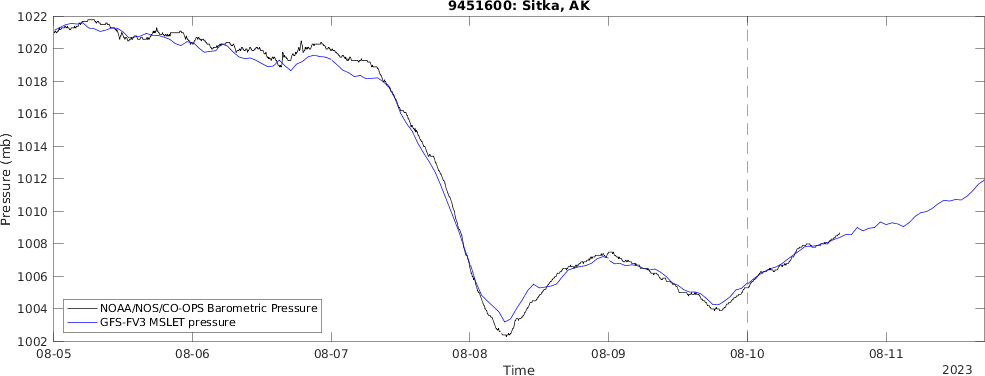 9451600: Sitka, AK
1022
1020
1018
1016
1014
1012
1010
1008
1006
1004
1002
Pressure (mb)
NOAA/NOS/CO-OPS Barometric Pressure
GFS-FV3 MSLET pressure
08-05 08-06 08-07 08-08 08-09 08-10 08-11
Time
2023